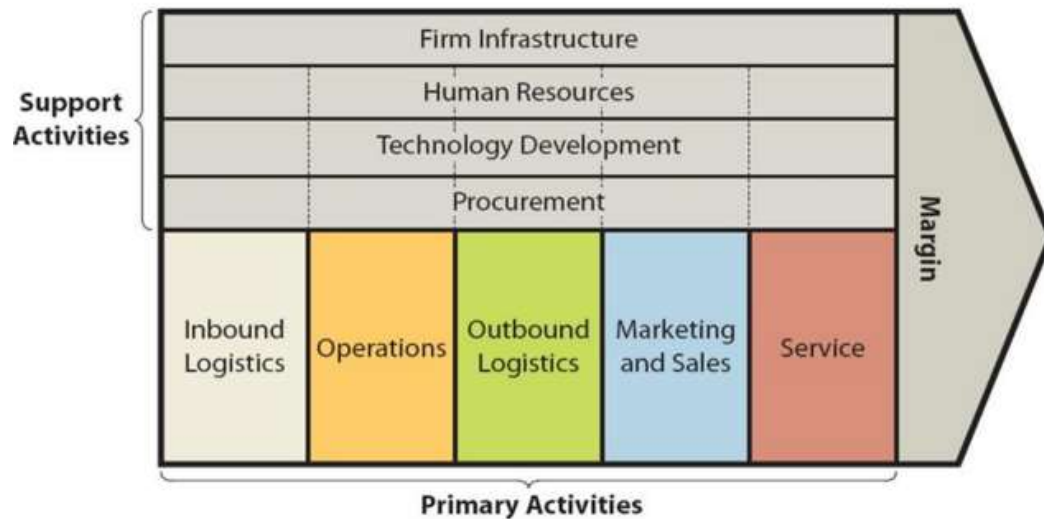 Firm Infrastructure
Human Resources
Technology Development
Procurement
Support
Activities
Inbound
Logistics
Operations
Outbound
Logistics
Marketing
and Sales
Service
Margin
Primary Activities